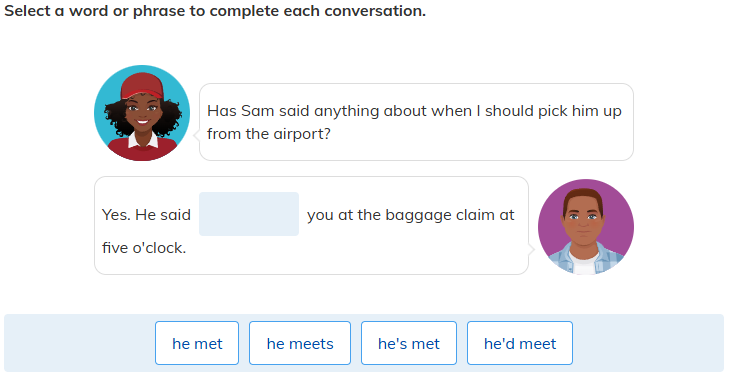 Select a word or phrase to complete each conversation.
Has Sam said anything about when I should pick him up
from the airport?
Yes. He said you at the baggage claim at
five o'clock.
he met he meets he's met he'd meet